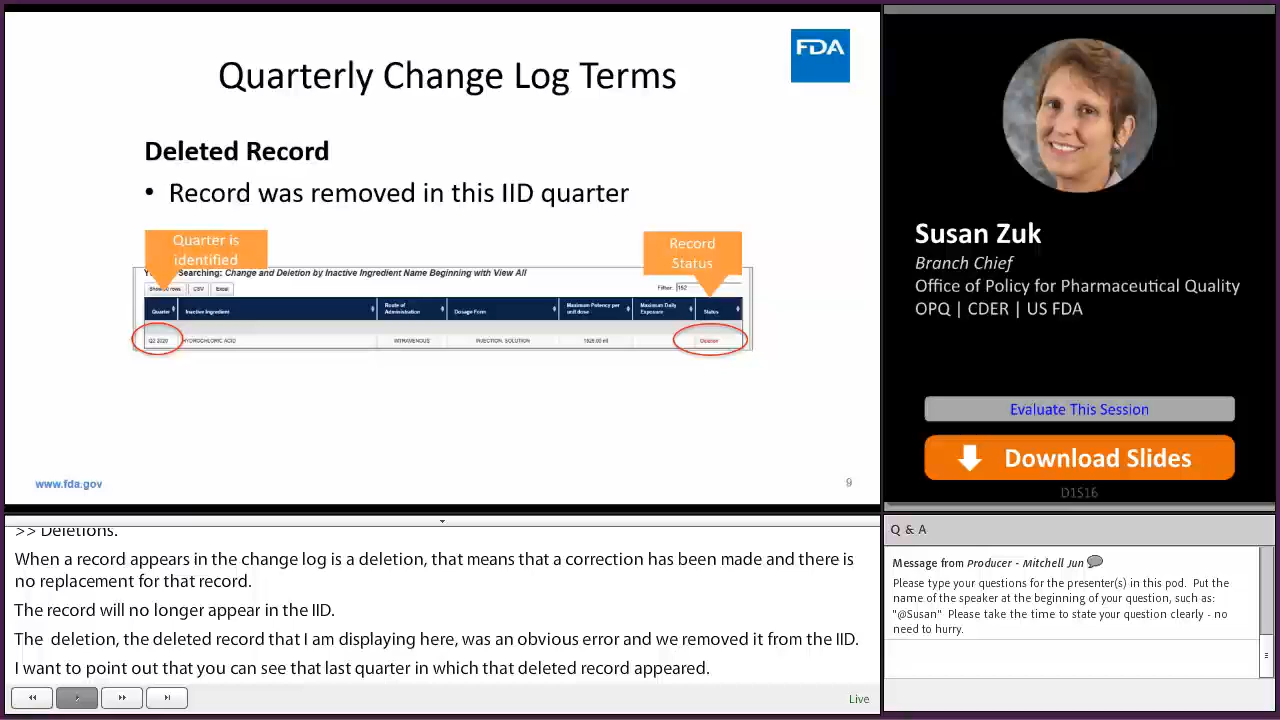 FDA
Quarterly Change Log Terms
Deleted Record
• Record was removed in this IID quarter
Quarter is
identified
Record
Status
Searching: Change and Deletion by Inactive Ingredient Name Beginning with View All
CSV
Excel
Filter:
Quarter
Inactive Ingredient
Route of
Administration
Dosage Form
Maximum Potency per
unit dose
Maximum Daily
Exposure
Status
Q2 2020
HYDROCHLORIC ACID
INTRAVENOUS
INJECTION, SOLUTION
www.fda.gov
9
Susan Zuk
Branch Chief
Office of Policy for Pharmaceutical Quality
OPQ | CDER | US FDA
Evaluate This Session
Download Slides
D1S16
>> Deletions.
When a record appears in the change log is a deletion, that means that a correction has been made and there is
no replacement for that record.
The record will no longer appear in the IID.
The  deletion, the deleted record that I am displaying here, was an obvious error and we removed it from the IID.
I want to point out that you can see that last quarter in which that deleted record appeared.
Live
Q & A
Message from Producer - Mitchell Jun
Please type your questions for the presenter(s) in this pod.  Put the
name of the speaker at the beginning of your question, such as:
"@Susan"  Please take the time to state your question clearly - no
need to hurry.